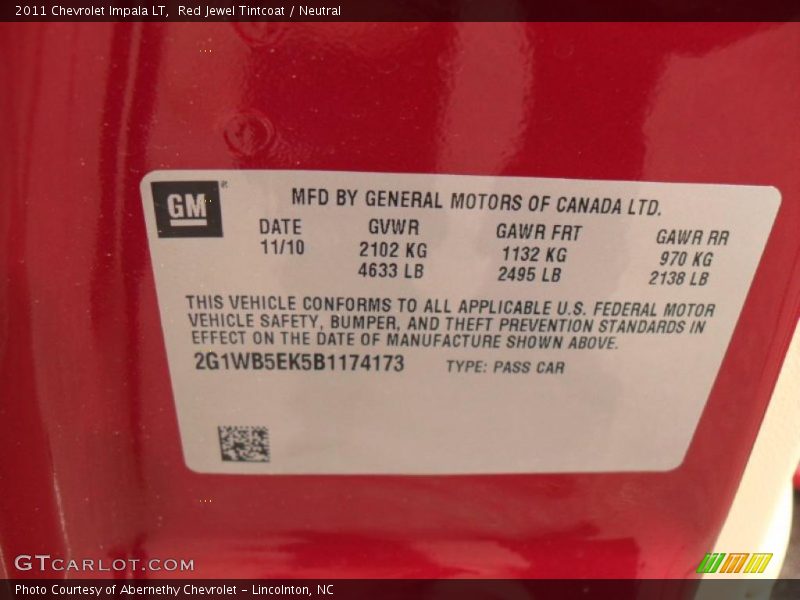 2011 Chevrolet Impala LT, Red Jewel Tintcoat / Neutral
GM®
MFD BY GENERAL MOTORS OF CANADA LTD.
DATE GVWR GAWR FRT GAWR RR
11/10 2102 KG 1132 KG 970 KG
4633 LB 2495 LB 2138 LB
THIS VEHICLE CONFORMS TO ALL APPLICABLE U.S. FEDERAL MOTOR
VEHICLE SAFETY, BUMPER, AND THEFT PREVENTION STANDARDS IN
EFFECT ON THE DATE OF MANUFACTURE SHOWN ABOVE.
2G1WB5EK5B1174173 TYPE: PASS CAR
GTCARLOT.COM
Photo Courtesy of Abernethy Chevrolet - Lincolnton, NC